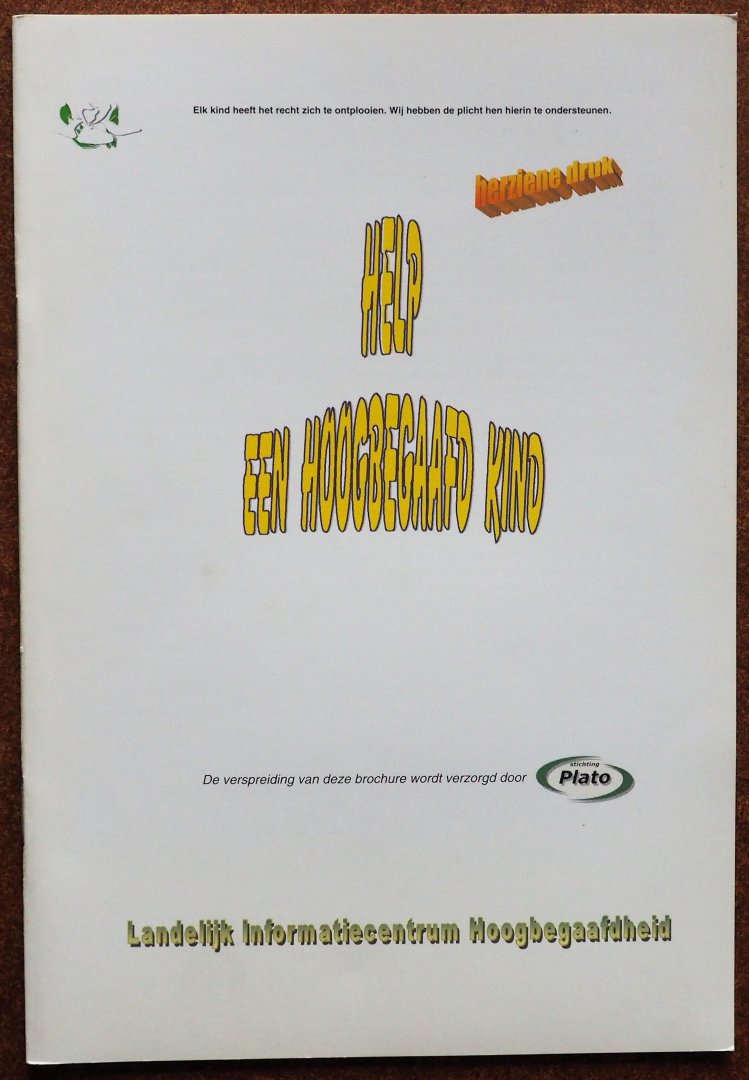 Elk kind heeft het recht zich te ontplooien. Wij hebben de plicht hen hierin te ondersteunen.
herziene druk
HELP
EEN HOOGBEGAAFD KIND
De verspreiding van deze brochure wordt verzorgd door
stichting
Plato
Landelijk Informatiecentrum Hoogbegaafdheid